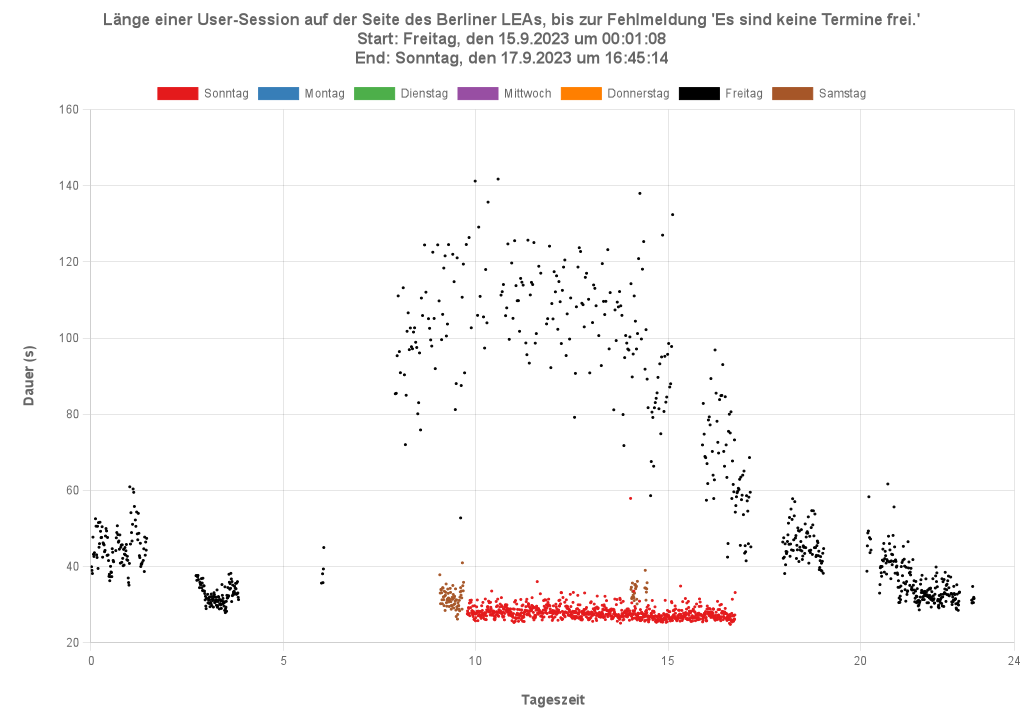 Länge einer User-Session auf der Seite des Berliner LEAs, bis zur Fehlmeldung 'Es sind keine Termine frei.'
Start: Freitag, den 15.9.2023 um 00:01:08
End: Sonntag, den 17.9.2023 um 16:45:14
Sonntag Montag Dienstag Mittwoch Donnerstag Freitag Samstag
160
140
120
100
80
60
40
20
Dauer (s)
0 5 10 15 20 24
Tageszeit